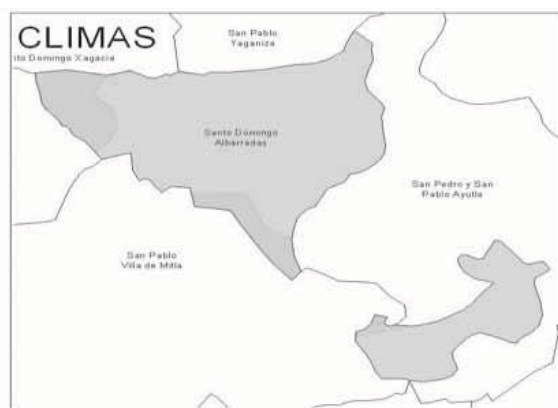 CLIMAS
nto Domingo Xagacia
San Pablo
Yaganiza
Santo Domingo
Albarradas
San Pedro y San
Pablo Ayutla
San Pablo
Villa de Mitla